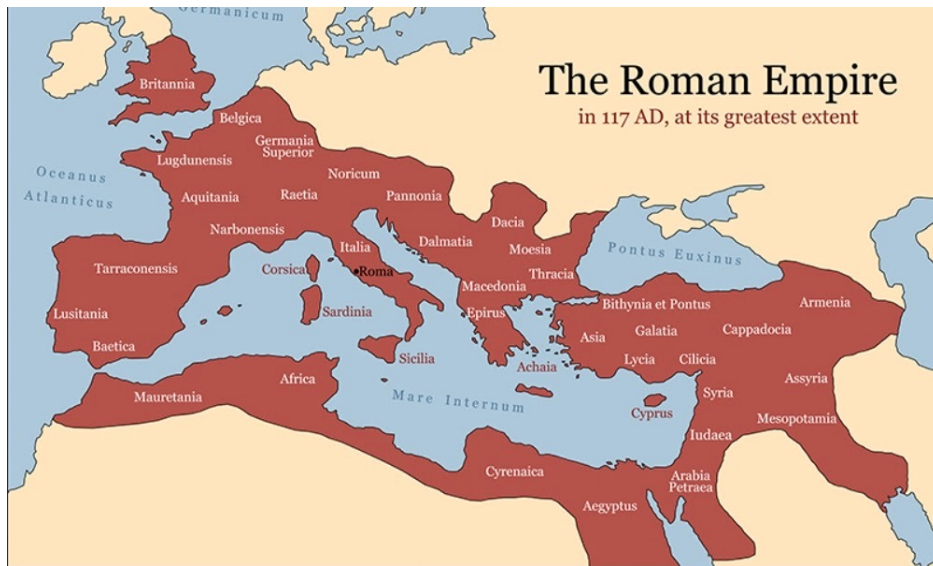 The Roman Empire
in 117 AD, at its greatest extent
Germanicum
Britannia
Belgica
Germania
Superior
Lugdunensis
Noricum
Oceanus
Atlanticus
Aquitania
Raetia
Pannonia
Narbonensis
Dacia
Italia
Dalmatia
Moesia
Pontus Euxinus
Tarraconensis
Corsica
Roma
Thracia
Macedonia
Lusitania
Sardinia
Epirus
Bithynia et Pontus
Armenia
Baetica
Asia
Galatia
Cappadocia
Sicilia
Achaia
Lycia
Cilicia
Mauretania
Africa
Mare Internum
Syria
Assyria
Cyprus
Mesopotamia
Iudaea
Cyrenaica
Arabia
Petraea
Aegyptus